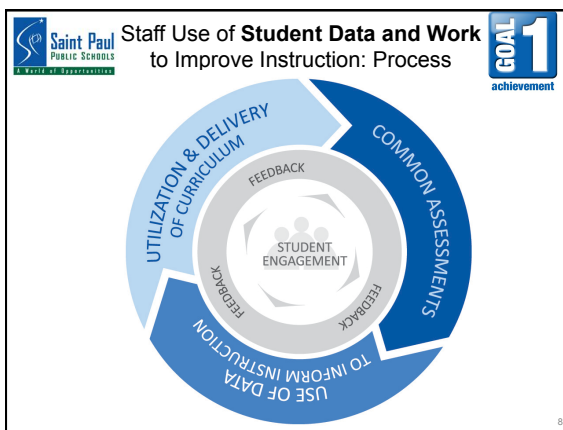 Saint Paul
PUBLIC SCHOOLS
A World of Opportunities
Staff Use of Student Data and Work
to Improve Instruction: Process
GOAL 1
achievement
UTILIZATION & DELIVERY
OF CURRICULUM
COMMON ASSESSMENTS
USE OF DATA
TO INFORM INSTRUCTION
FEEDBACK
FEEDBACK
FEEDBACK
STUDENT
ENGAGEMENT
8